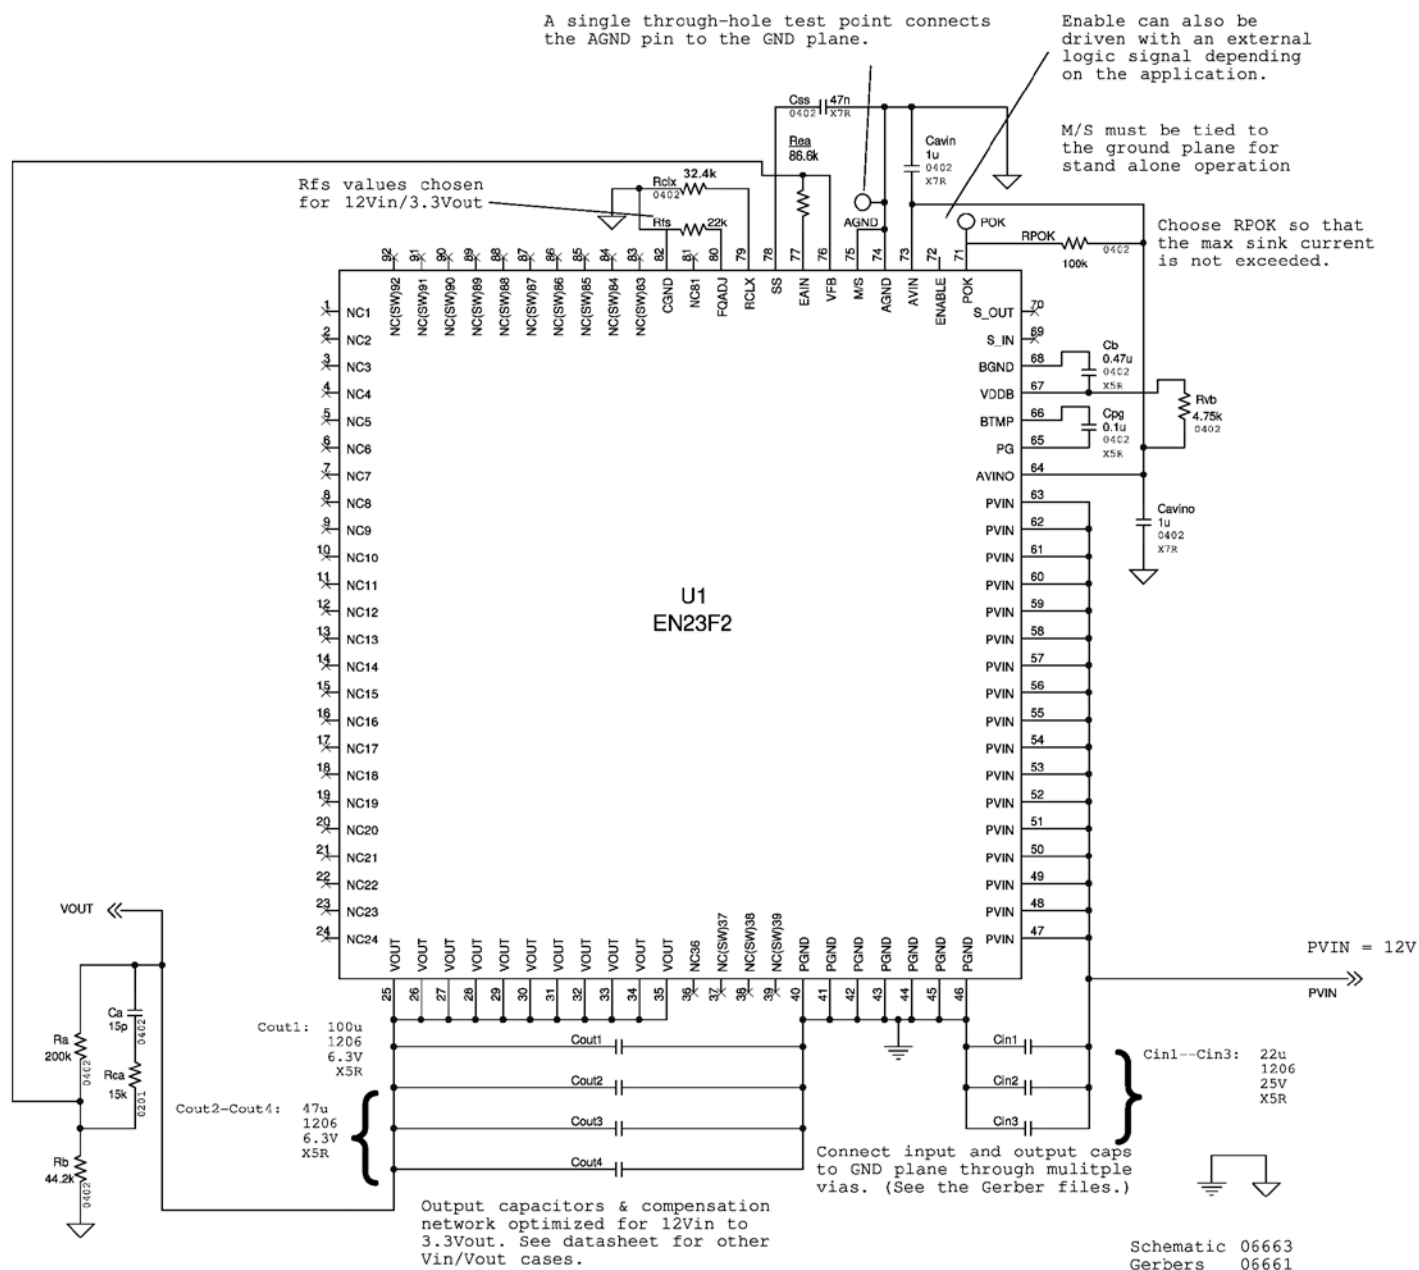 A single through-hole test point connects
the AGND pin to the GND plane.
Enable can also be
driven with an external
logic signal depending
on the application.
M/S must be tied to
the ground plane for
stand alone operation
Css
0402
47n
X7R
Rea
86.6k
Cavin
1u
0402
X7R
Rfs values chosen
for 12Vin/3.3Vout
Rclx
0402
32.4k
Rfs
22k
AGND
POK
RPOK
100k
0402
Choose RPOK so that
the max sink current
is not exceeded.
92 NC(SW)92
91 NC(SW)91
90 NC(SW)90
89 NC(SW)89
88 NC(SW)88
87 NC(SW)87
86 NC(SW)86
85 NC(SW)85
84 NC(SW)84
83 NC(SW)83
82 CGND
81 NC81
80 FQADJ
79 RCLX
78 SS
77 EAIN
76 VFB
75 M/S
74 AGND
73 AVIN
72 ENABLE
71 POK
1 NC1
2 NC2
3 NC3
4 NC4
5 NC5
6 NC6
7 NC7
8 NC8
9 NC9
10 NC10
11 NC11
12 NC12
13 NC13
14 NC14
15 NC15
16 NC16
17 NC17
18 NC18
19 NC19
20 NC20
21 NC21
22 NC22
23 NC23
24 NC24
U1
EN23F2
S_OUT 70
S_IN 69
BGND 68
VDDB 67
BTMP 66
PG 65
AVINO 64
PVIN 63
PVIN 62
PVIN 61
PVIN 60
PVIN 59
PVIN 58
PVIN 57
PVIN 56
PVIN 55
PVIN 54
PVIN 53
PVIN 52
PVIN 51
PVIN 50
PVIN 49
PVIN 48
PVIN 47
Cb
0.47u
0402
X5R
Cpg
0.1u
0402
X5R
Rvb
4.75k
0402
Cavino
1u
0402
X7R
VOUT
PVIN = 12V
PVIN
VOUT 25
VOUT 26
VOUT 27
VOUT 28
VOUT 29
VOUT 30
VOUT 31
VOUT 32
VOUT 33
VOUT 34
VOUT 35
NC36 36
NC(SW)37 37
NC(SW)38 38
NC(SW)39 39
PGND 40
PGND 41
PGND 42
PGND 43
PGND 44
PGND 45
PGND 46
Ca
15p
0402
Ra
200k
0402
Rca
15k
0201
Rb
44.2k
0402
Cout1: 100u
1206
6.3V
X5R
Cout2-Cout4: 47u
1206
6.3V
X5R
Cout1
Cout2
Cout3
Cout4
Cin1
Cin2
Cin3
Cin1--Cin3: 22u
1206
25V
X5R
Connect input and output caps
to GND plane through mulitple
vias. (See the Gerber files.)
Output capacitors & compensation
network optimized for 12Vin to
3.3Vout. See datasheet for other
Vin/Vout cases.
Schematic 06663
Gerbers 06661